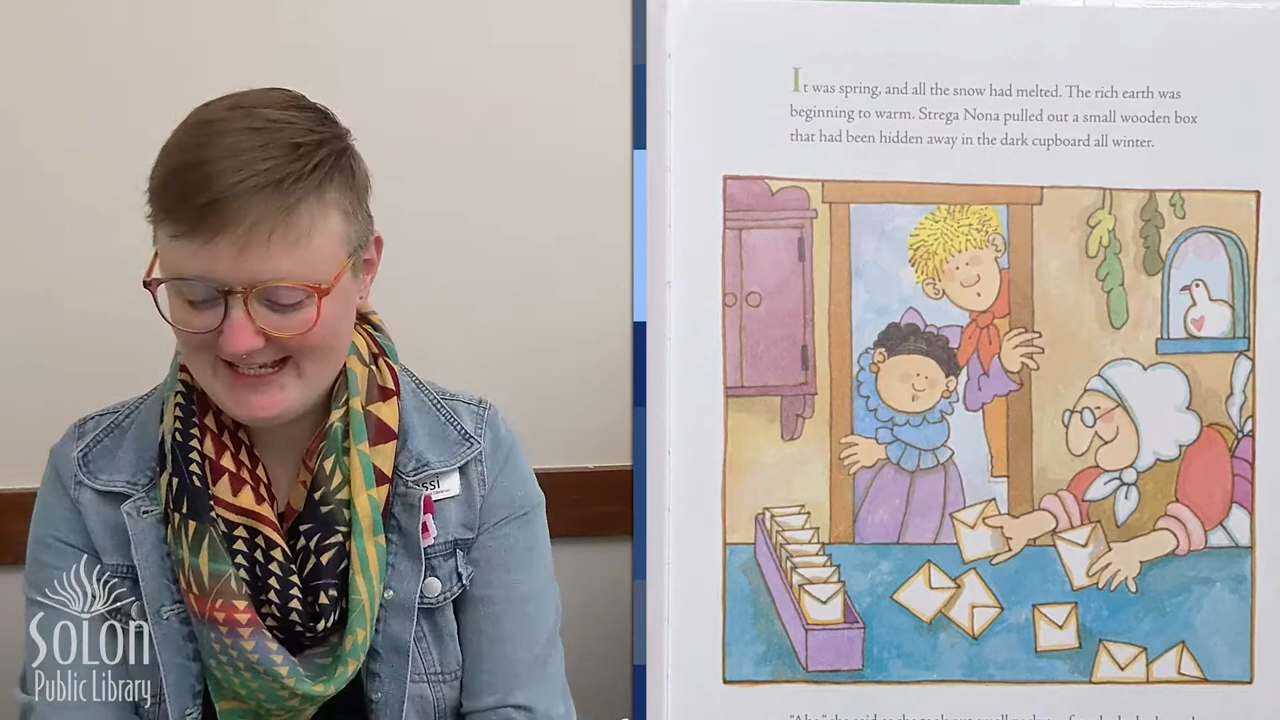 It was spring, and all the snow had melted. The rich earth was
beginning to warm. Strega Nona pulled out a small wooden box
that had been hidden away in the dark cupboard all winter.
ssi
SOLON
Public Library